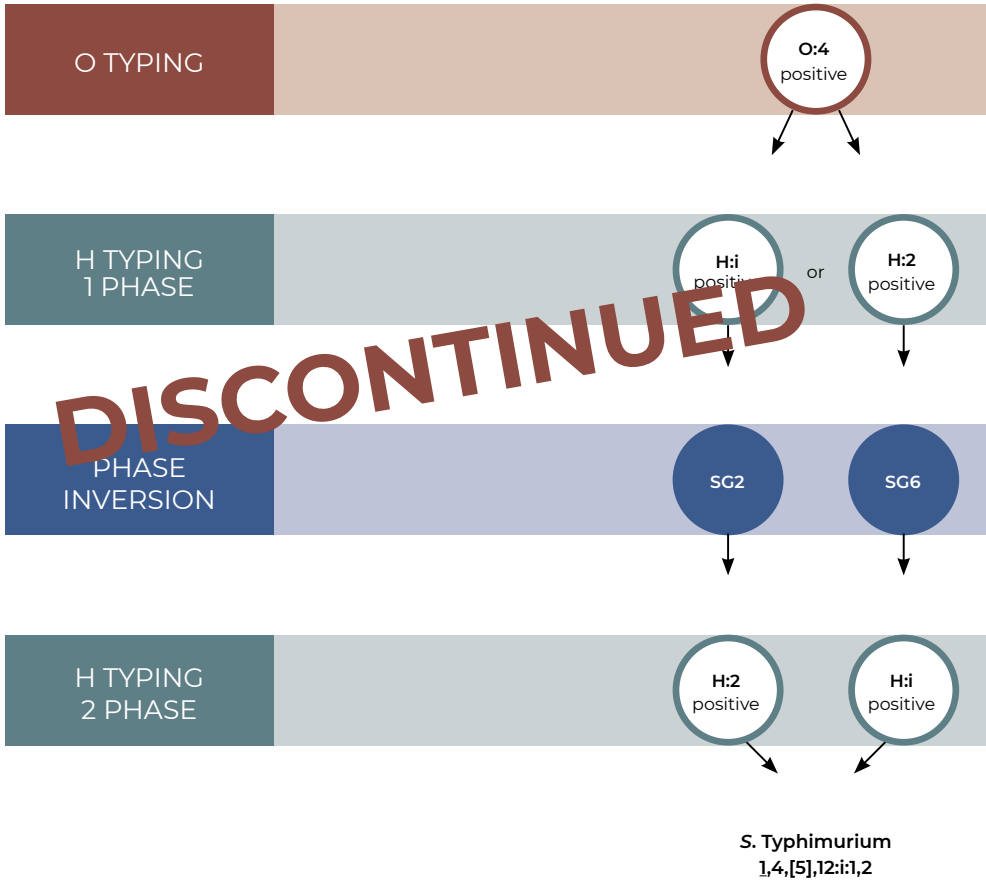 O TYPING
O:4
positive
H TYPING
1 PHASE
H:i
positive
or
H:2
positive
DISCONTINUED
PHASE
INVERSION
SG2
SG6
H TYPING
2 PHASE
H:2
positive
H:i
positive
S. Typhimurium
1,4,[5],12:i:1,2